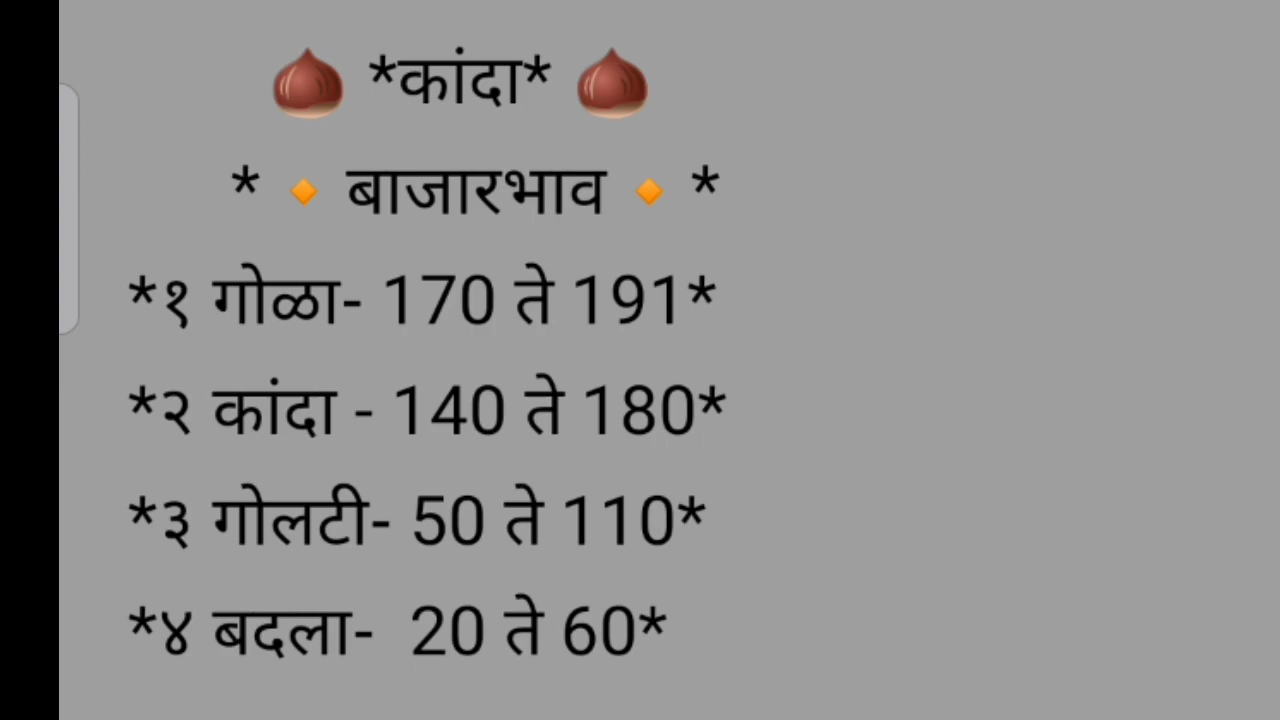 🌰 *कांदा* 🌰
* 🔸 बाजारभाव 🔸 *
*१ गोळा- 170 ते 191*
*२ कांदा - 140 ते 180*
*३ गोलटी- 50 ते 110*
*४ बदला-  20 ते 60*